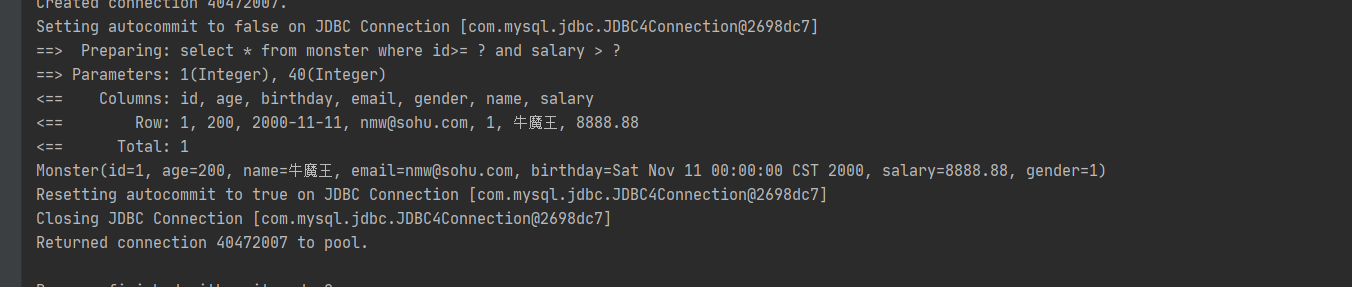 Created connection 40472007.
Setting autocommit to false on JDBC Connection [com.mysql.jdbc.JDBC4Connection@2698dc7]
==>  Preparing: select * from monster where id>= ? and salary > ?
==> Parameters: 1(Integer), 40(Integer)
<==    Columns: id, age, birthday, email, gender, name, salary
<==        Row: 1, 200, 2000-11-11, nmw@sohu.com, 1, 牛魔王, 8888.88
<==      Total: 1
Monster(id=1, age=200, name=牛魔王, email=nmw@sohu.com, birthday=Sat Nov 11 00:00:00 CST 2000, salary=8888.88, gender=1)
Resetting autocommit to true on JDBC Connection [com.mysql.jdbc.JDBC4Connection@2698dc7]
Closing JDBC Connection [com.mysql.jdbc.JDBC4Connection@2698dc7]
Returned connection 40472007 to pool.